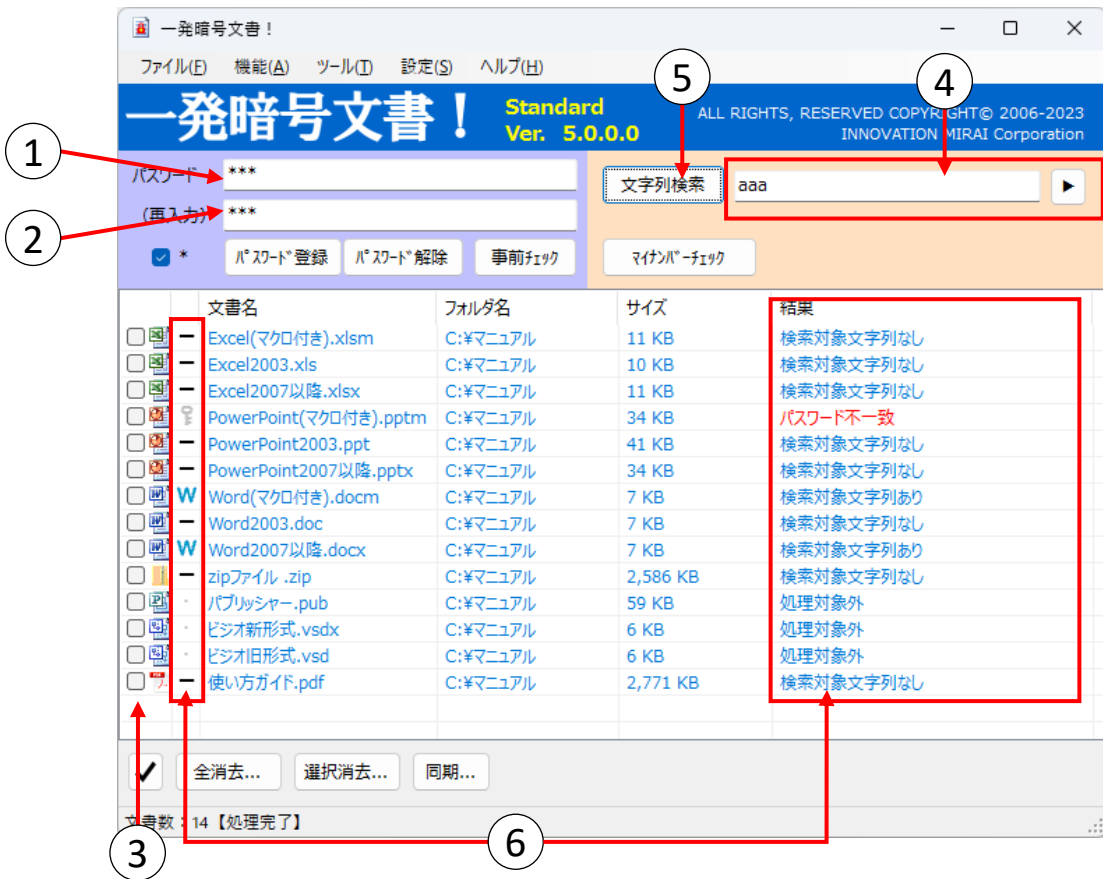 一発暗号文書！
ファイル(F) 機能(A) ツール(T) 設定(S) ヘルプ(H)
一発暗号文書！
Standard
Ver. 5.0.0.0
ALL RIGHTS, RESERVED COPYRIGHT© 2006-2023
INNOVATION MIRAI Corporation
5
4
1
パスワード ***
文字列検索 aaa
2
(再入力) ***
* ﾊﾟｽﾜｰﾄﾞ登録 ﾊﾟｽﾜｰﾄﾞ解除 事前ﾁｪｯｸ ﾏｲﾅﾝﾊﾞｰﾁｪｯｸ
文書名 フォルダ名 サイズ 結果
Excel(マクロ付き).xlsm C:¥マニュアル 11 KB 検索対象文字列なし
Excel2003.xls C:¥マニュアル 10 KB 検索対象文字列なし
Excel2007以降.xlsx C:¥マニュアル 11 KB 検索対象文字列なし
PowerPoint(マクロ付き).pptm C:¥マニュアル 34 KB パスワード不一致
PowerPoint2003.ppt C:¥マニュアル 41 KB 検索対象文字列なし
PowerPoint2007以降.pptx C:¥マニュアル 34 KB 検索対象文字列なし
W Word(マクロ付き).docm C:¥マニュアル 7 KB 検索対象文字列あり
Word2003.doc C:¥マニュアル 7 KB 検索対象文字列なし
W Word2007以降.docx C:¥マニュアル 7 KB 検索対象文字列あり
zipファイル .zip C:¥マニュアル 2,586 KB 検索対象文字列なし
パブリッシャー.pub C:¥マニュアル 59 KB 処理対象外
ビジオ新形式.vsdx C:¥マニュアル 6 KB 処理対象外
ビジオ旧形式.vsd C:¥マニュアル 6 KB 処理対象外
使い方ガイド.pdf C:¥マニュアル 2,771 KB 検索対象文字列なし
全消去... 選択消去... 同期...
文書数：14【処理完了】
3
6